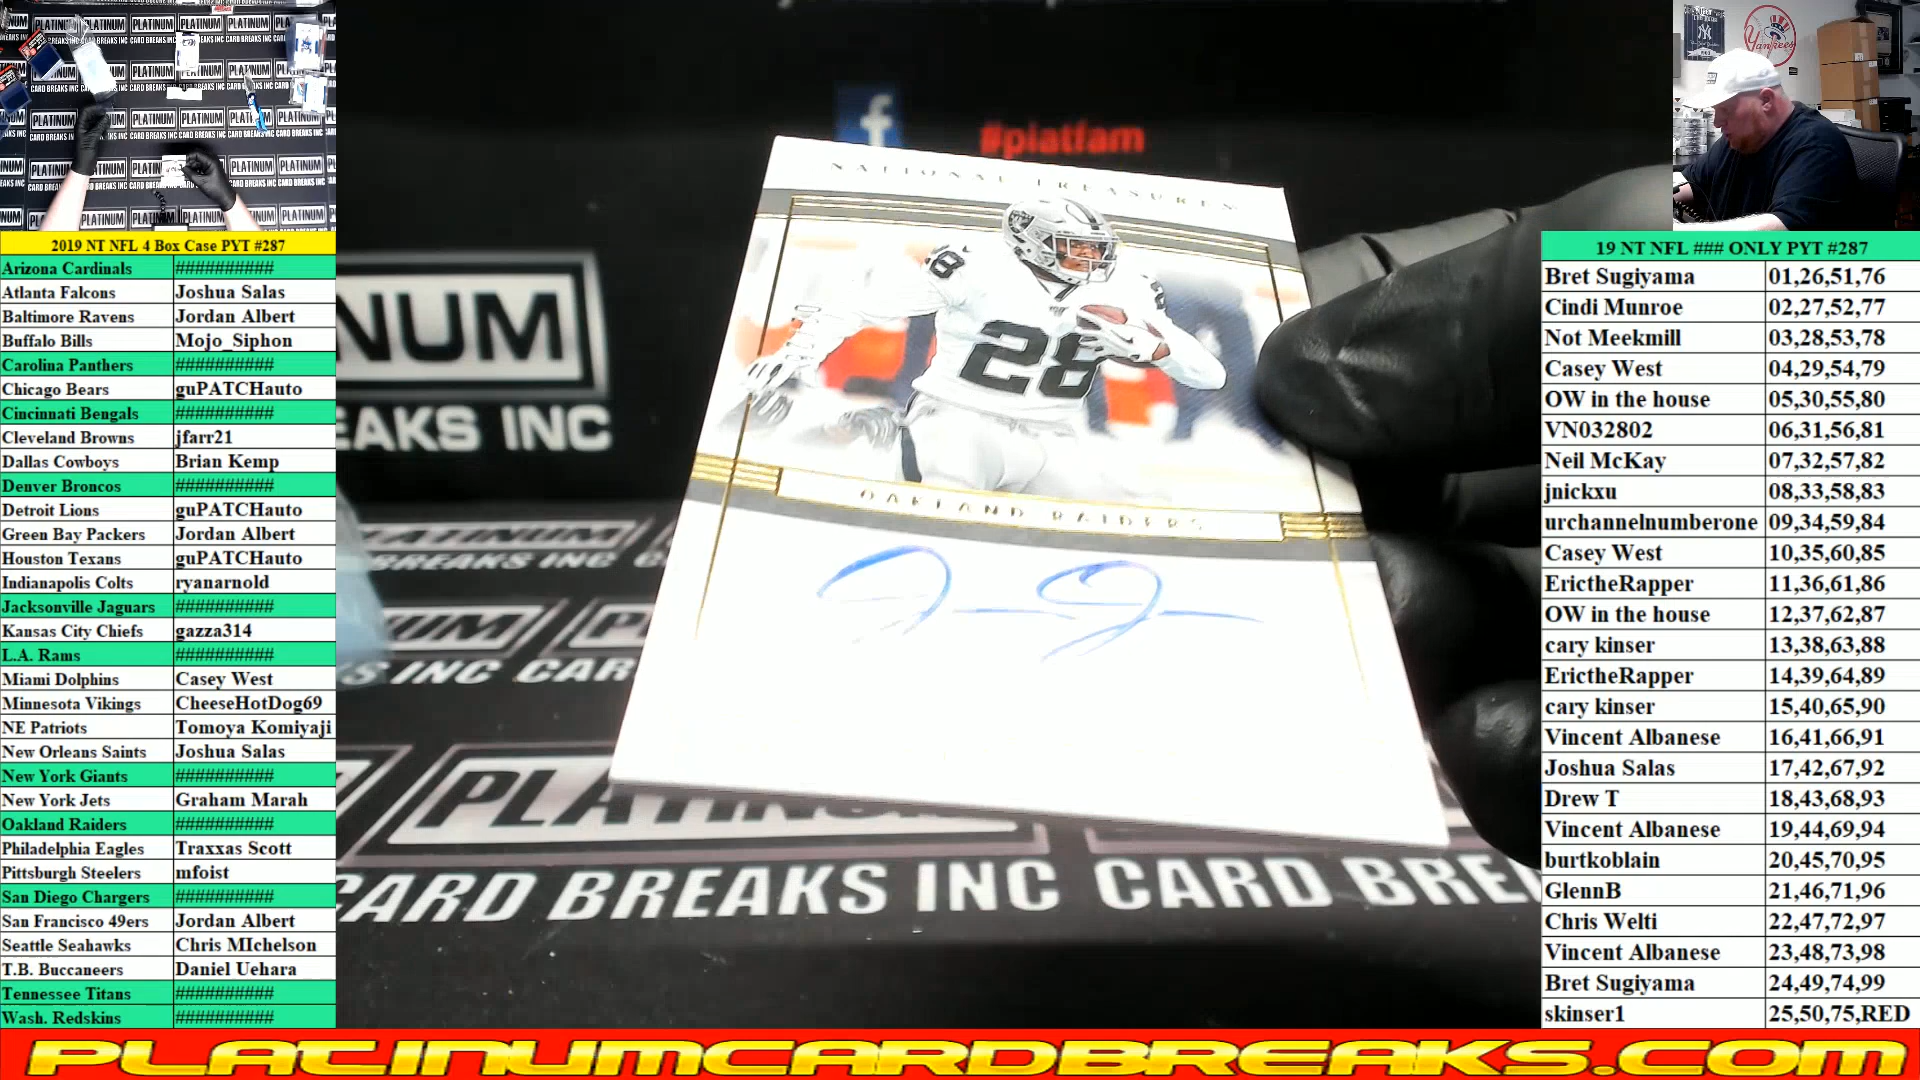 2019 NT NFL 4 Box Case PYT #287
Arizona Cardinals ##########
Atlanta Falcons Joshua Salas
Baltimore Ravens Jordan Albert
Buffalo Bills Mojo_Siphon
Carolina Panthers ##########
Chicago Bears guPATCHauto
Cincinnati Bengals ##########
Cleveland Browns jfarr21
Dallas Cowboys Brian Kemp
Denver Broncos ##########
Detroit Lions guPATCHauto
Green Bay Packers Jordan Albert
Houston Texans guPATCHauto
Indianapolis Colts ryanarnold
Jacksonville Jaguars ##########
Kansas City Chiefs gazza314
L.A. Rams ##########
Miami Dolphins Casey West
Minnesota Vikings CheeseHotDog69
NE Patriots Tomoya Komiyaji
New Orleans Saints Joshua Salas
New York Giants ##########
New York Jets Graham Marah
Oakland Raiders ##########
Philadelphia Eagles Traxxas Scott
Pittsburgh Steelers mfoist
San Diego Chargers ##########
San Francisco 49ers Jordan Albert
Seattle Seahawks Chris MIchelson
T.B. Buccaneers Daniel Uehara
Tennessee Titans ##########
Wash. Redskins ##########
f #platfam
NATIONAL TREASURES
28
28
OAKLAND RAIDERS
NUM
EAKS INC
PLATINUM
BREAKS INC CARD
INC CAR
PLATINUM
CARD BREAKS INC CARD BRE
Yankees
19 NT NFL ### ONLY PYT #287
Bret Sugiyama 01,26,51,76
Cindi Munroe 02,27,52,77
Not Meekmill 03,28,53,78
Casey West 04,29,54,79
OW in the house 05,30,55,80
VN032802 06,31,56,81
Neil McKay 07,32,57,82
jnickxu 08,33,58,83
urchannelnumberone 09,34,59,84
Casey West 10,35,60,85
ErictheRapper 11,36,61,86
OW in the house 12,37,62,87
cary kinser 13,38,63,88
ErictheRapper 14,39,64,89
cary kinser 15,40,65,90
Vincent Albanese 16,41,66,91
Joshua Salas 17,42,67,92
Drew T 18,43,68,93
Vincent Albanese 19,44,69,94
burtkoblain 20,45,70,95
GlennB 21,46,71,96
Chris Welti 22,47,72,97
Vincent Albanese 23,48,73,98
Bret Sugiyama 24,49,74,99
skinser1 25,50,75,RED
PLATINUMCARDBREAKS.COM